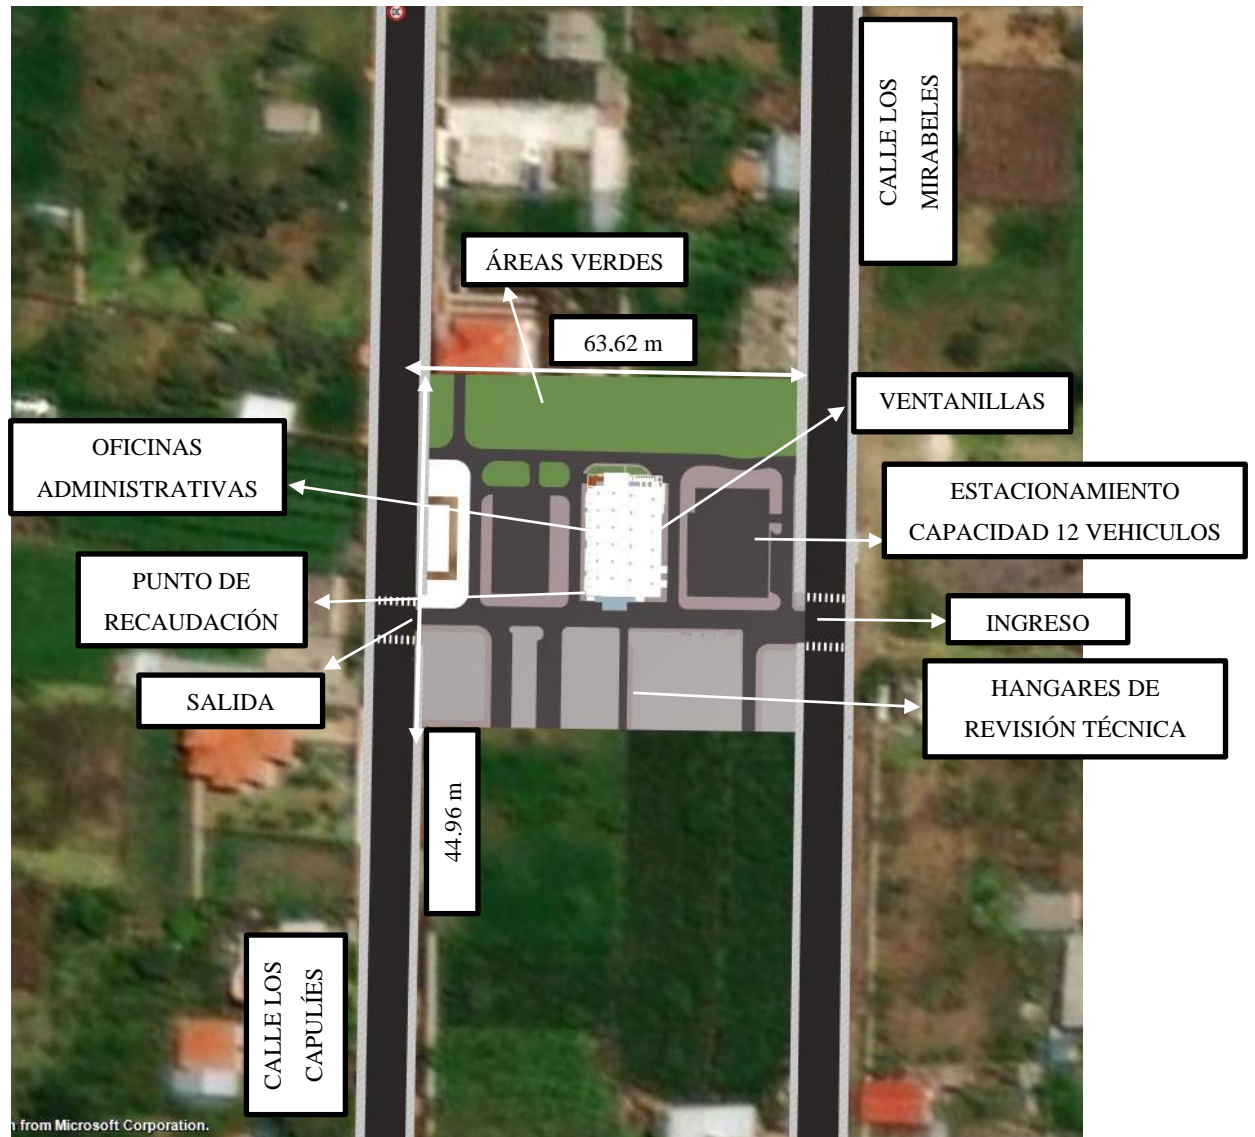 CALLE LOS
MIRABELES
ÁREAS VERDES
63,62 m
VENTANILLAS
OFICINAS
ADMINISTRATIVAS
ESTACIONAMIENTO
CAPACIDAD 12 VEHICULOS
PUNTO DE
RECAUDACIÓN
INGRESO
SALIDA
HANGARES DE
REVISIÓN TÉCNICA
44.96 m
CALLE LOS
CAPULÍES
from Microsoft Corporation.